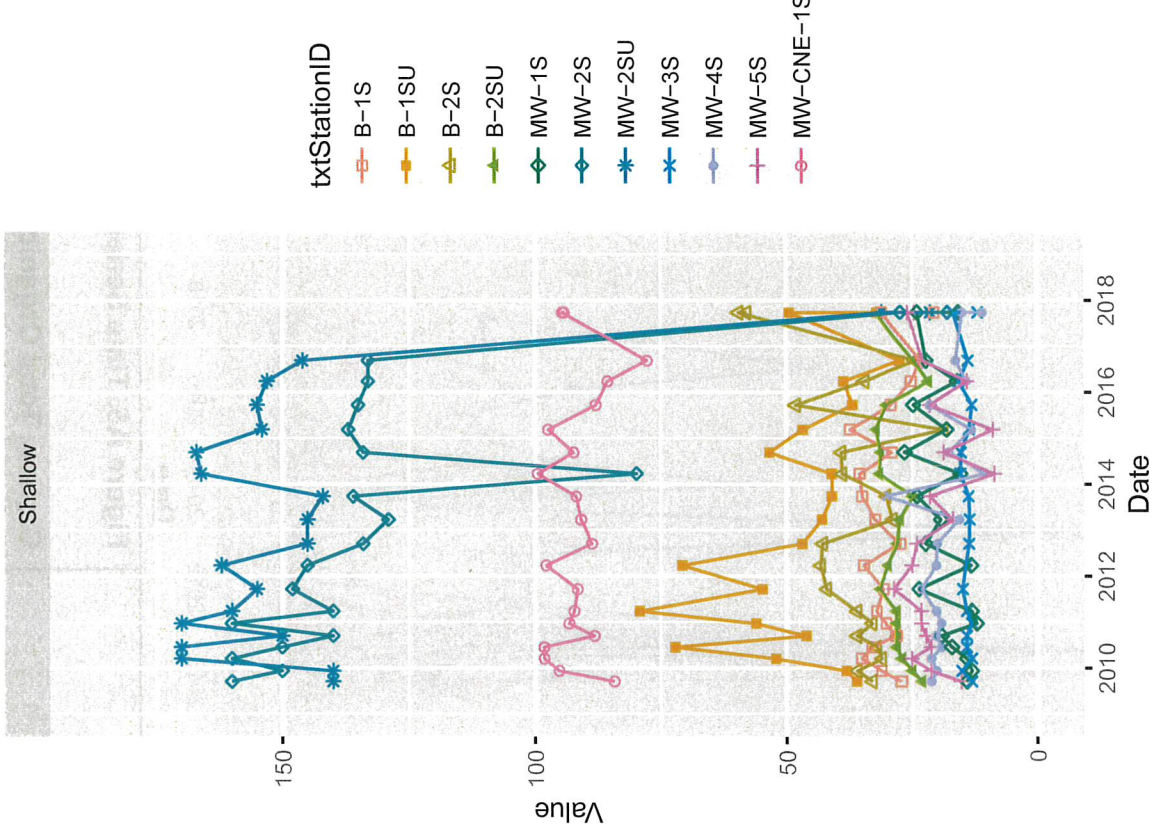 Shallow
Value
150
100
50
0
2010
2012
2014
2016
2018
Date
txtStationID
B−1S
B−1SU
B−2S
B−2SU
MW−1S
MW−2S
MW−2SU
MW−3S
MW−4S
MW−5S
MW−CNE−1S